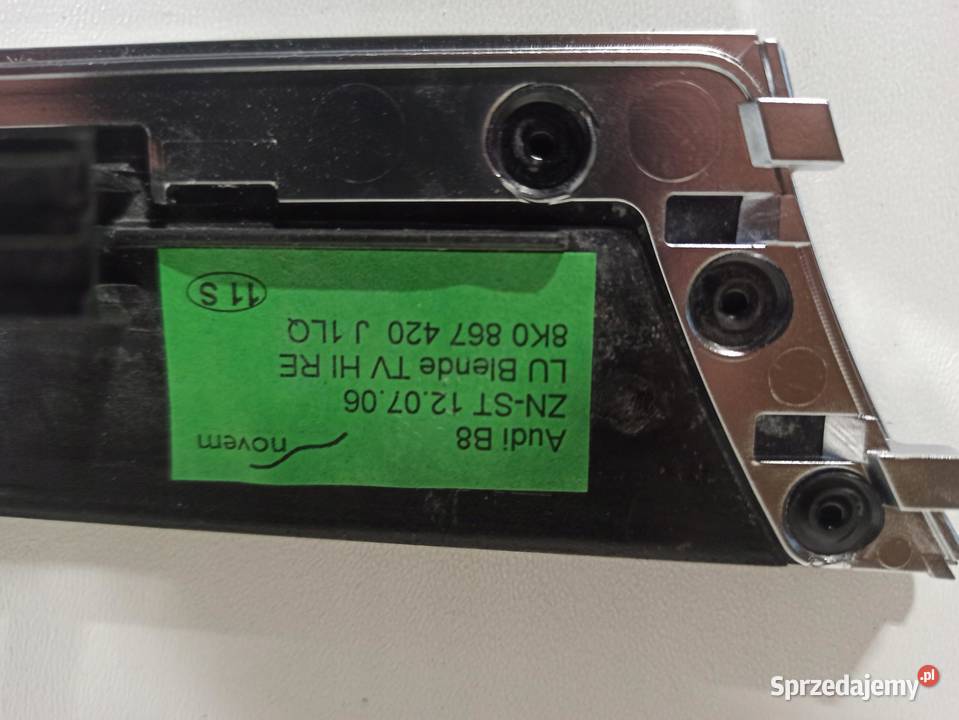 Audi B8
novem
ZN-ST 12.07.06
LU Blende TV HI RE
8K0 867 420 J 1LQ
11 S
Sprzedajemy.pl